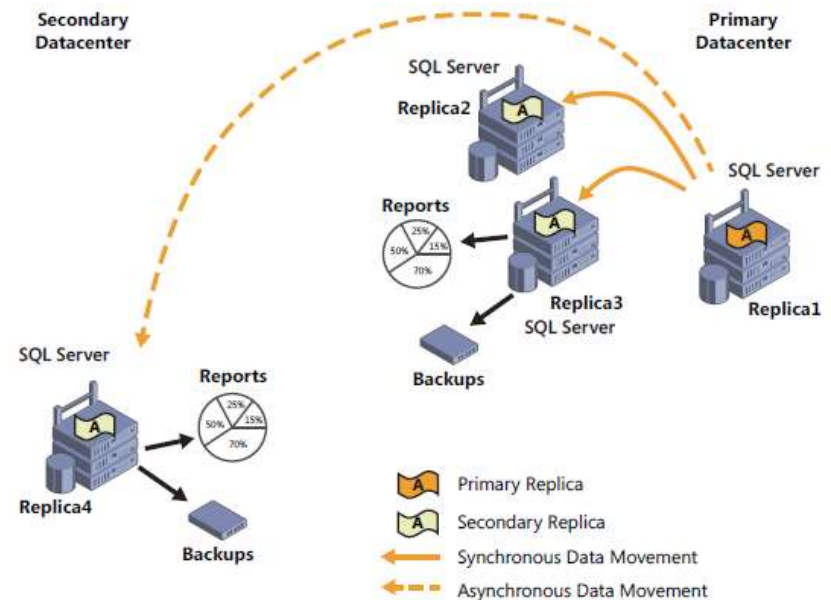 Secondary
Datacenter
Primary
Datacenter
SQL Server
Replica2
A
SQL Server
A
Replica1
Reports
25%
50%
15%
70%
A
Replica3
SQL Server
Backups
SQL Server
A
Replica4
Reports
25%
50%
15%
70%
Backups
A Primary Replica
A Secondary Replica
Synchronous Data Movement
Asynchronous Data Movement